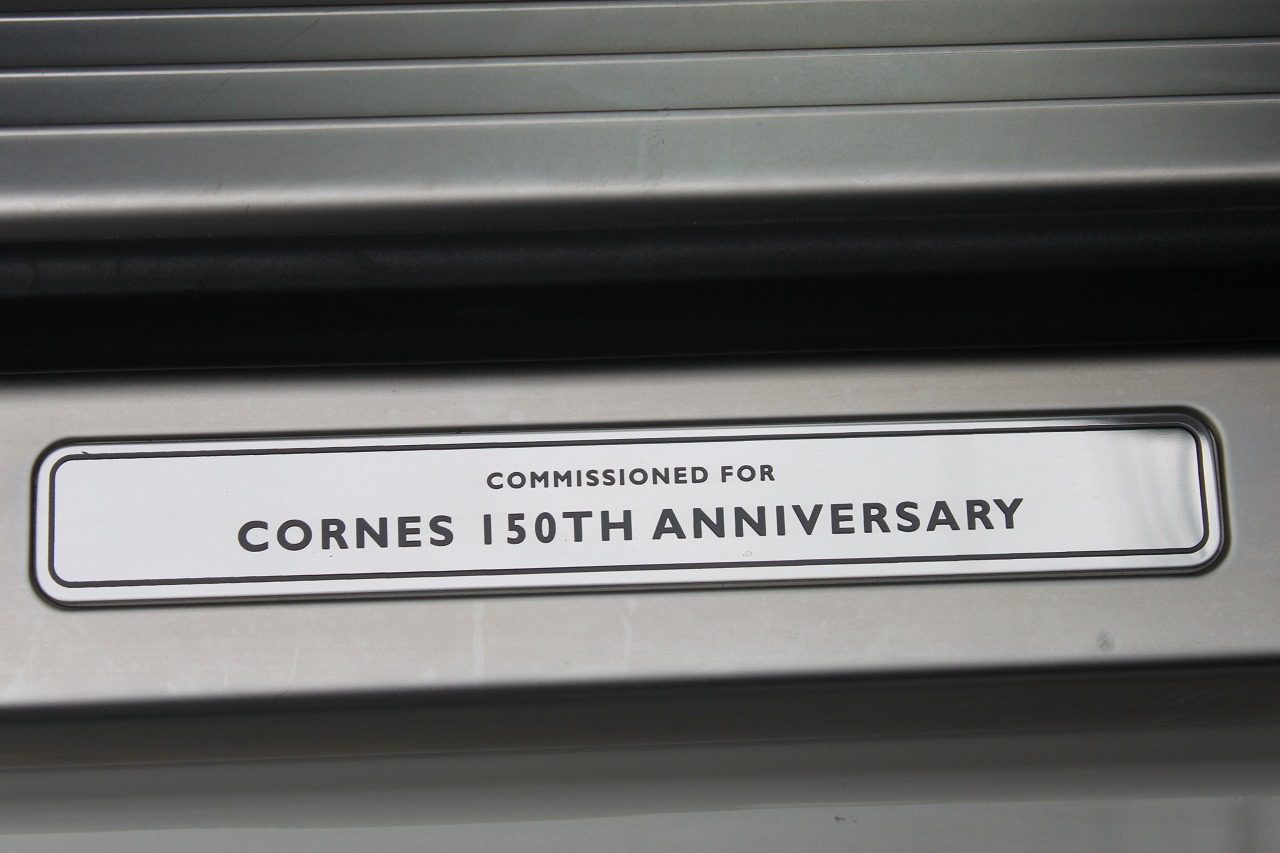 COMMISSIONED FOR
CORNES 150TH ANNIVERSARY